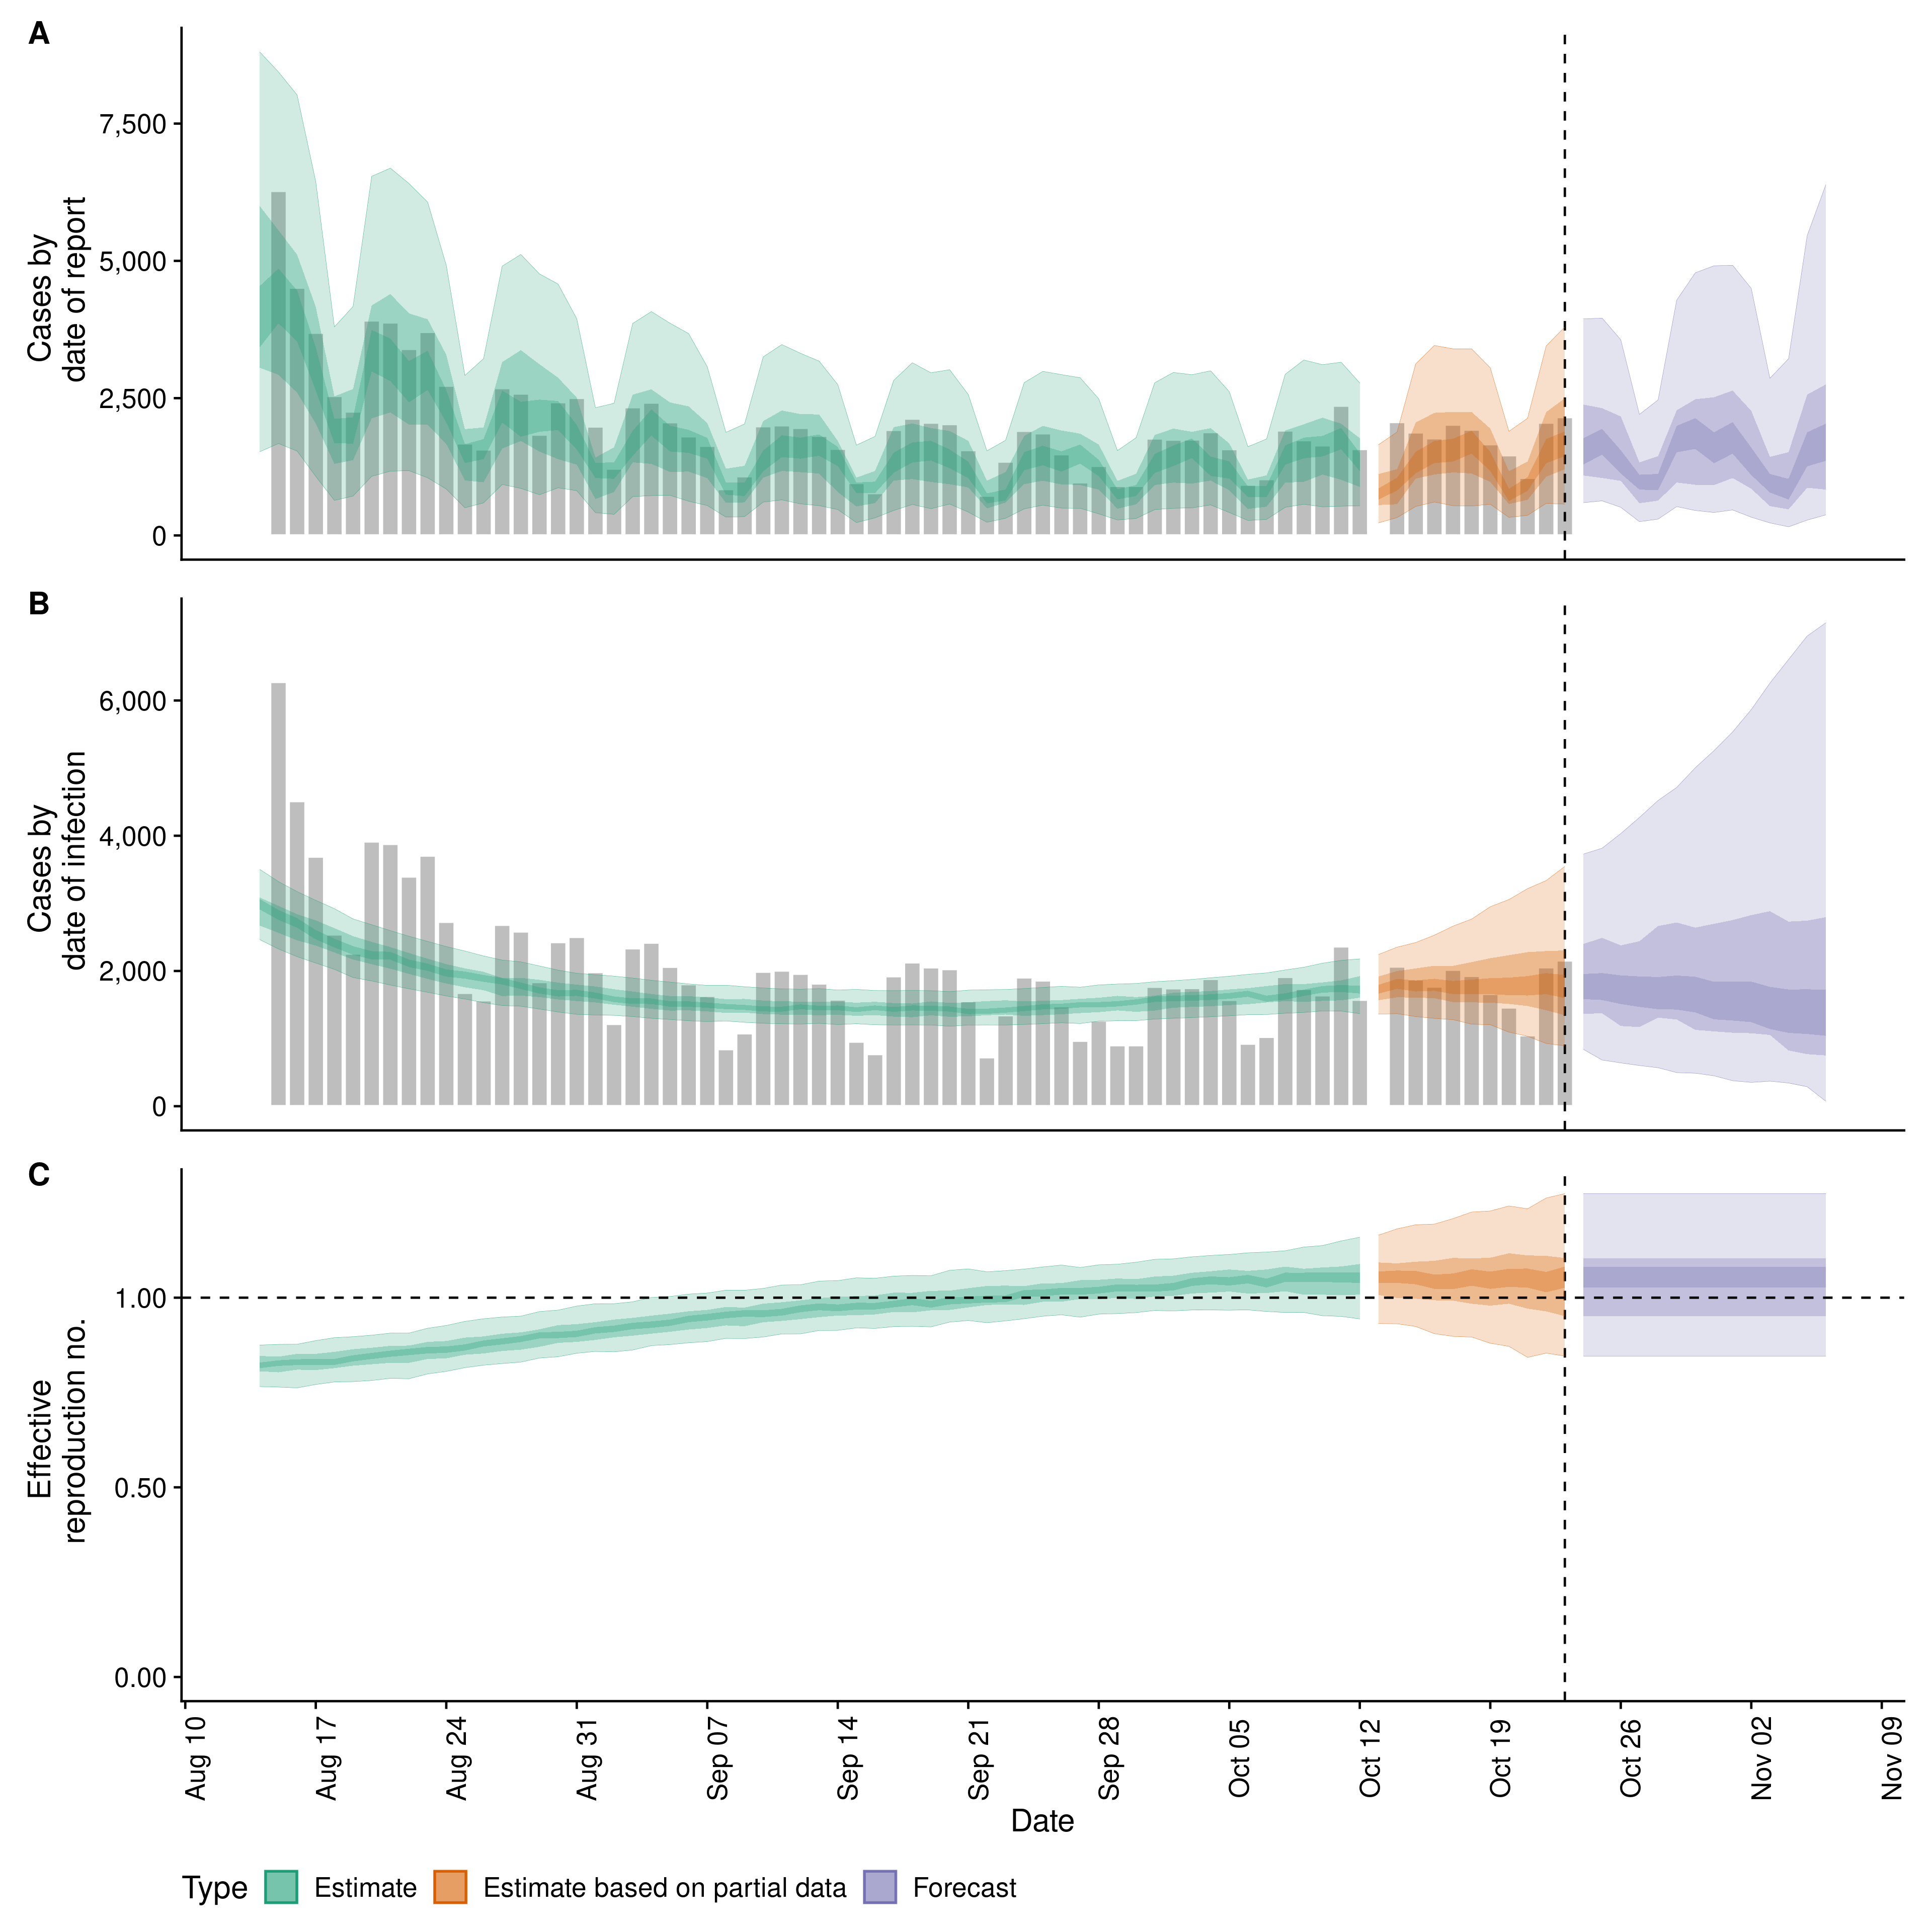 A
Cases by
date of report
7,500
5,000
2,500
0
B
Cases by
date of infection
6,000
4,000
2,000
0
C
Effective
reproduction no.
1.00
0.50
0.00
Aug 10
Aug 17
Aug 24
Aug 31
Sep 07
Sep 14
Sep 21
Sep 28
Oct 05
Oct 12
Oct 19
Oct 26
Nov 02
Nov 09
Date
Type Estimate Estimate based on partial data Forecast